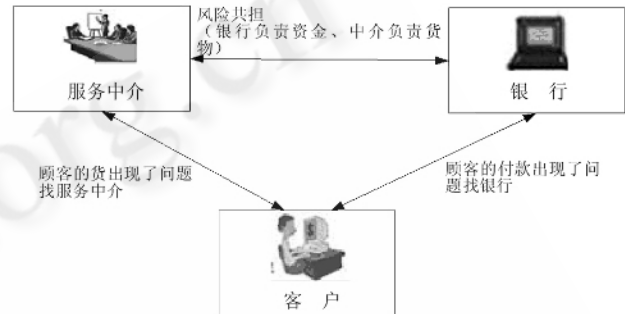 风险共担
（银行负责资金、中介负责货
物）
服务中介
银 行
顾客的货出现了问题
找服务中介
顾客的付款出现了问
题找银行
客 户